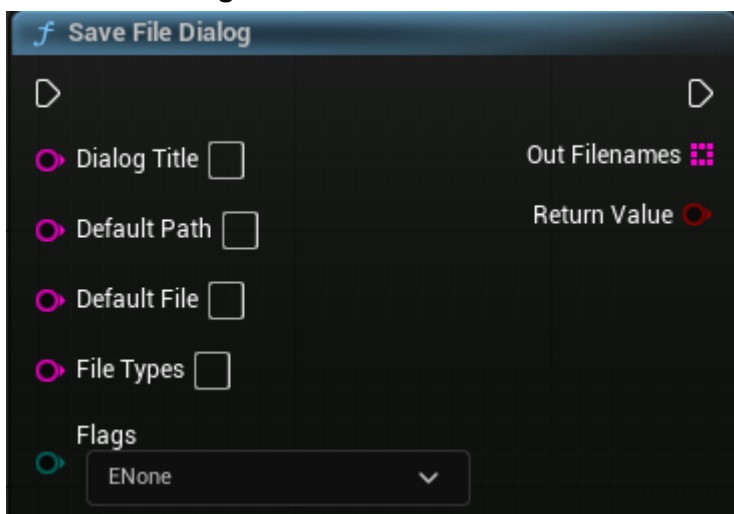 f Save File Dialog
Dialog Title
Out Filenames
Default Path
Return Value
Default File
File Types
Flags
ENone